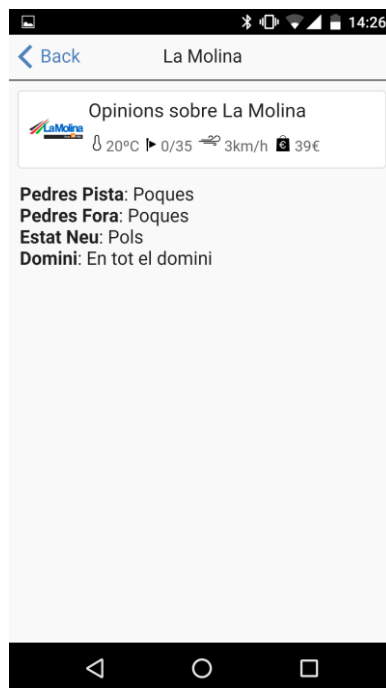 14:26
Back La Molina
LaMolina
Opinions sobre La Molina
20ºC 0/35 3km/h 39€
Pedres Pista: Poques
Pedres Fora: Poques
Estat Neu: Pols
Domini: En tot el domini